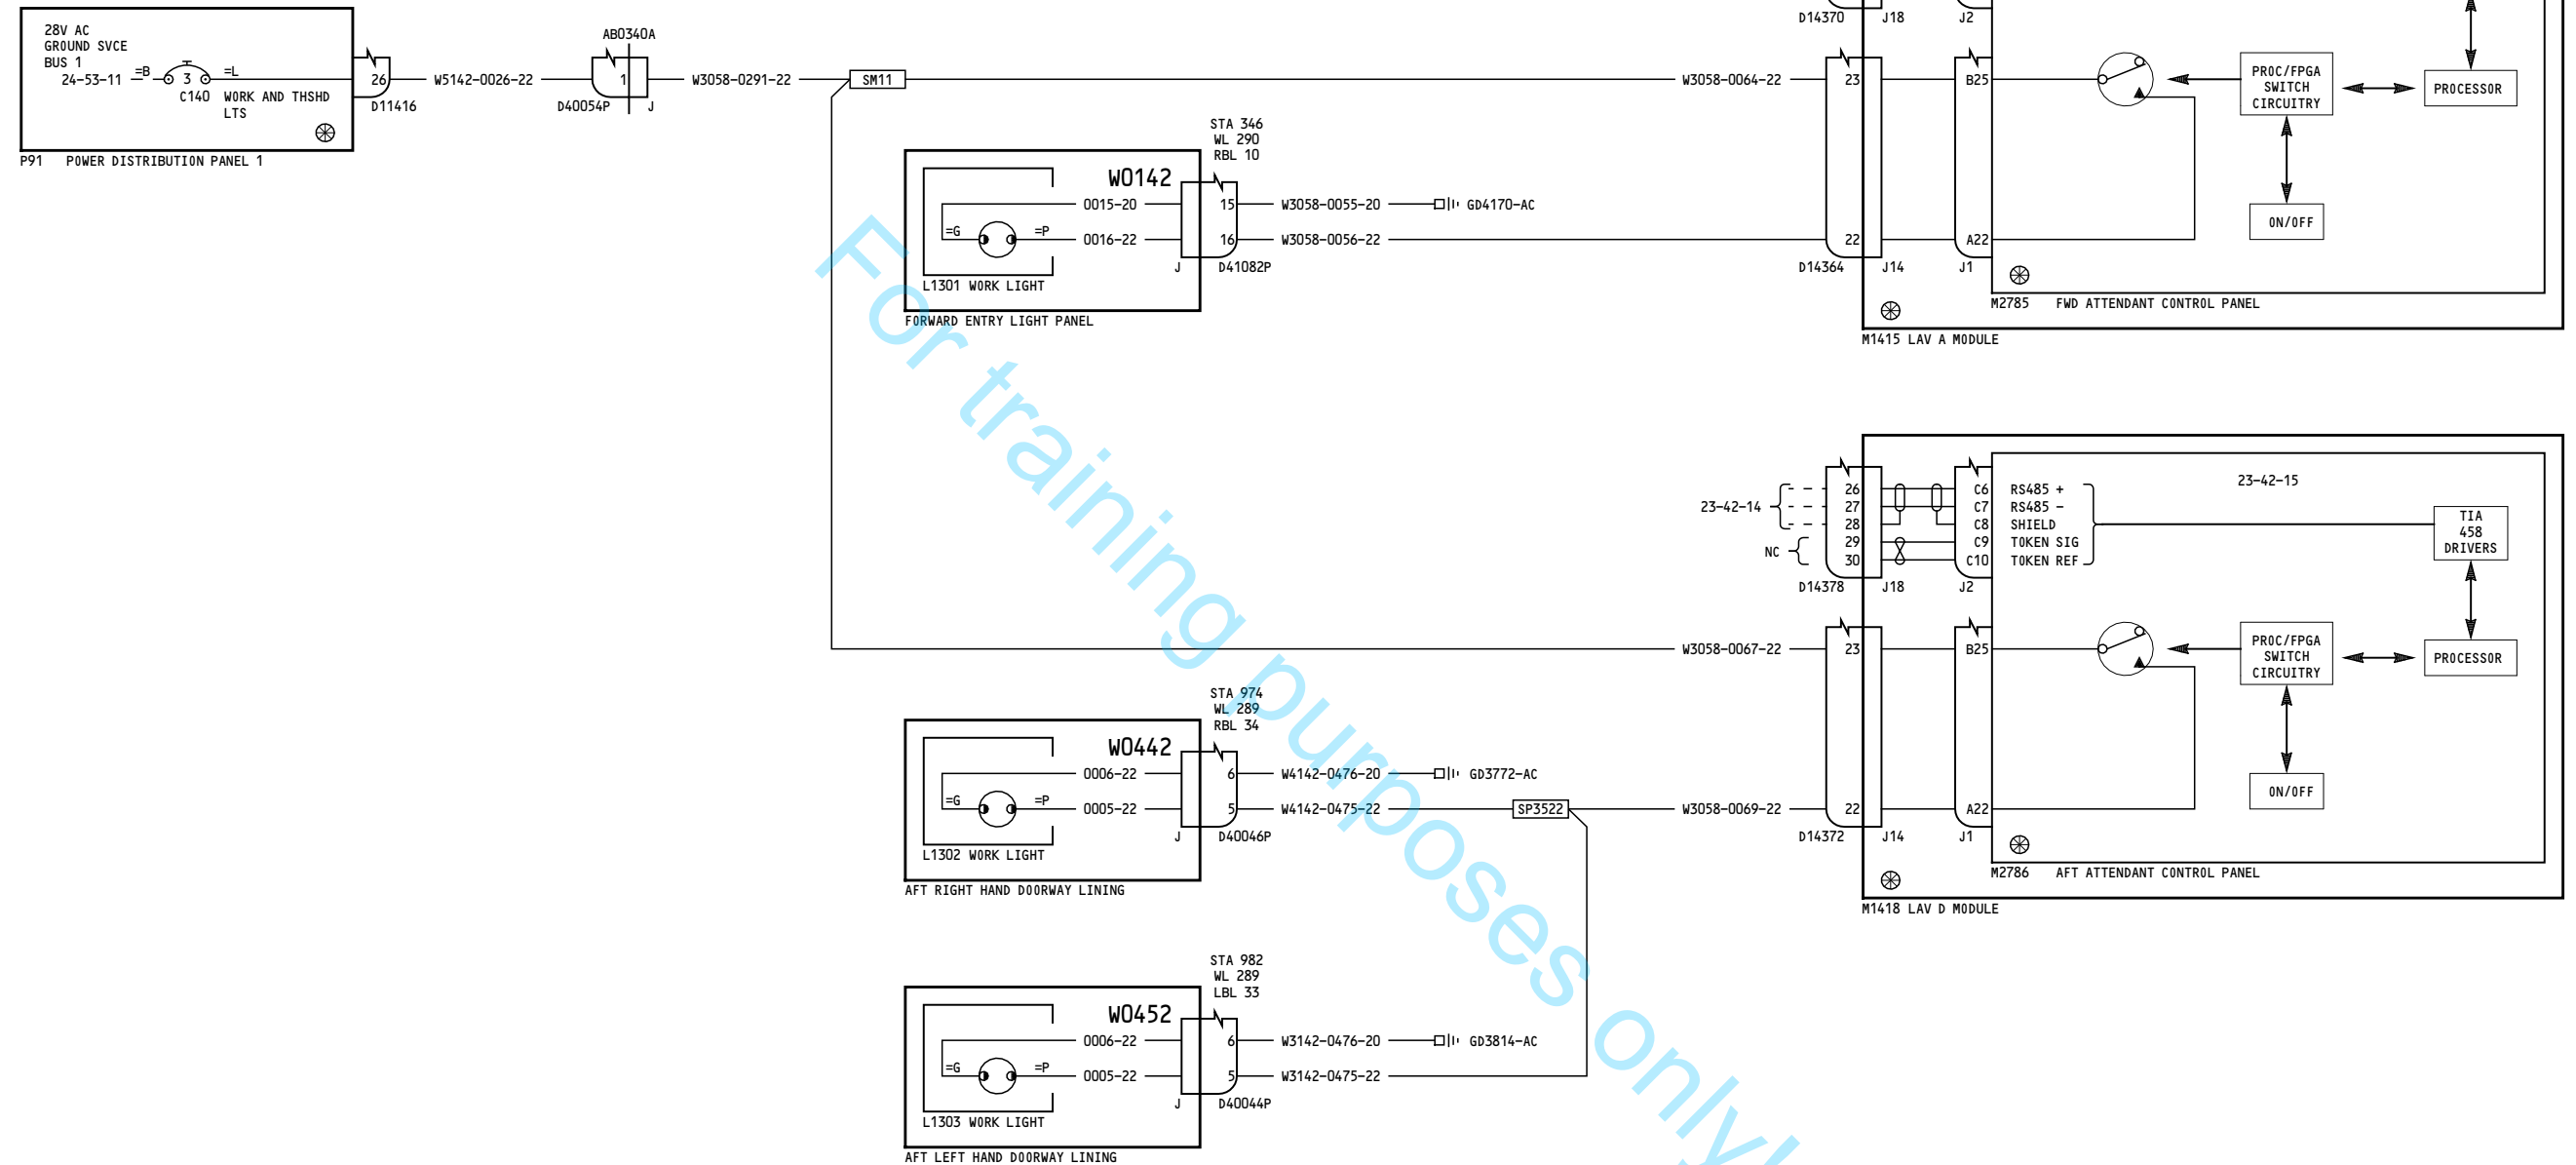 28V AC
GROUND SVCE
BUS 1
24-53-11
=B
3
=L
C140
WORK AND THSHD
LTS
P91 POWER DISTRIBUTION PANEL 1
26
D11416
W5142-0026-22
AB0340A
1
D40054P
J
W3058-0291-22
SM11
W3058-0064-22
D14370
J18
J2
23
B25
PROC/FPGA
SWITCH
CIRCUITRY
PROCESSOR
ON/OFF
22
A22
D14364
J14
J1
M2785 FWD ATTENDANT CONTROL PANEL
M1415 LAV A MODULE
STA 346
WL 290
RBL 10
W0142
0015-20
15
W3058-0055-20
GD4170-AC
=G
=P
0016-22
16
W3058-0056-22
J
D41082P
L1301 WORK LIGHT
FORWARD ENTRY LIGHT PANEL
23-42-14
NC
26
27
28
29
30
C6
C7
C8
C9
C10
RS485 +
RS485 -
SHIELD
TOKEN SIG
TOKEN REF
23-42-15
TIA
458
DRIVERS
D14378
J18
J2
W3058-0067-22
23
B25
PROC/FPGA
SWITCH
CIRCUITRY
PROCESSOR
ON/OFF
STA 974
WL 289
RBL 34
W0442
0006-22
6
W4142-0476-20
GD3772-AC
=G
=P
0005-22
5
W4142-0475-22
SP3522
W3058-0069-22
22
A22
J
D40046P
D14372
J14
J1
L1302 WORK LIGHT
AFT RIGHT HAND DOORWAY LINING
M2786 AFT ATTENDANT CONTROL PANEL
M1418 LAV D MODULE
STA 982
WL 289
LBL 33
W0452
0006-22
6
W3142-0476-20
GD3814-AC
=G
=P
0005-22
5
W3142-0475-22
J
D40044P
L1303 WORK LIGHT
AFT LEFT HAND DOORWAY LINING
For training purposes only!